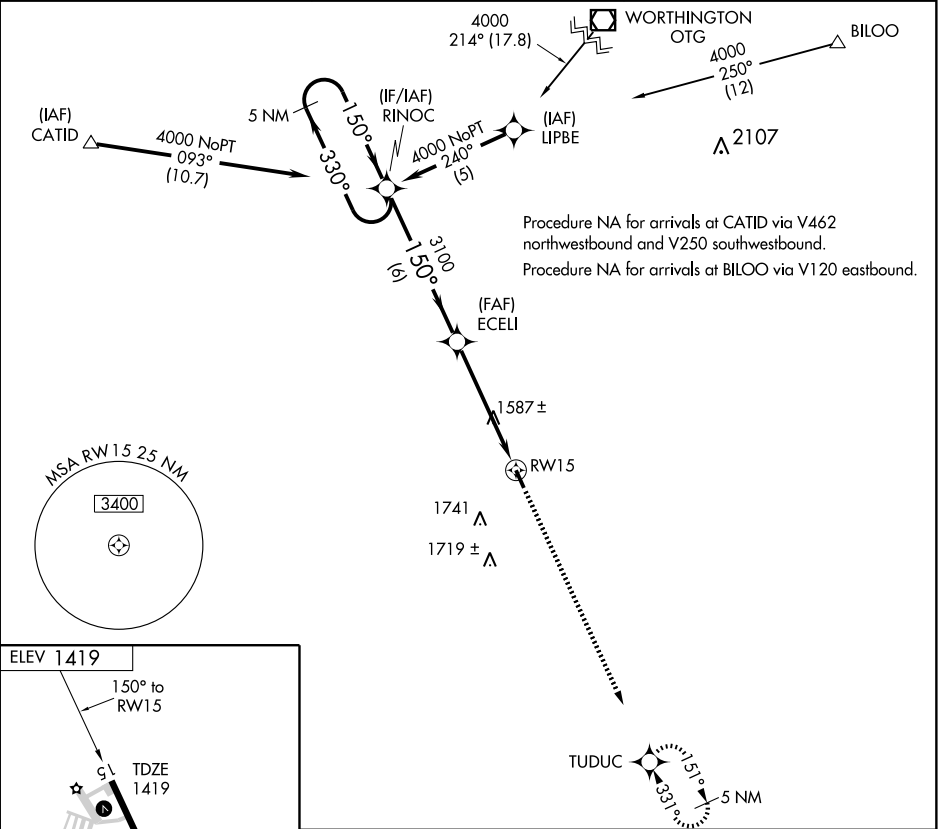 4000
214° (17.8)
WORTHINGTON
OTG
BILOO
4000
250°
(12)
(IAF)
CATID
4000 NoPT
093°
(10.7)
5 NM
150°
330°
(IF/IAF)
RINOC
4000 NoPT
240°
(5)
(IAF)
LIPBE
2107
Procedure NA for arrivals at CATID via V462
northwestbound and V250 southwestbound.
Procedure NA for arrivals at BILOO via V120 eastbound.
3100
150°
(6)
(FAF)
ECELI
1587 ±
RW15
1741
1719 ±
MSA RW15 25 NM
3400
ELEV 1419
150° to
RW15
15
TDZE
1419
TUDUC
151°
331°
5 NM